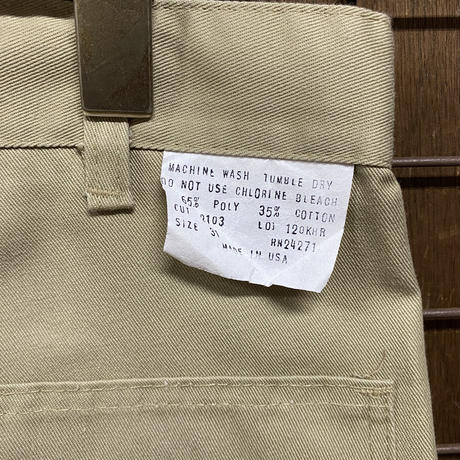 MACHINE WASH TUMBLE DRY
DO NOT USE CHLORINE BLEACH
65% POLY 35% COTTON
CUT 2103 LOT 120KHR
SIZE 31 RN24271
MADE IN USA